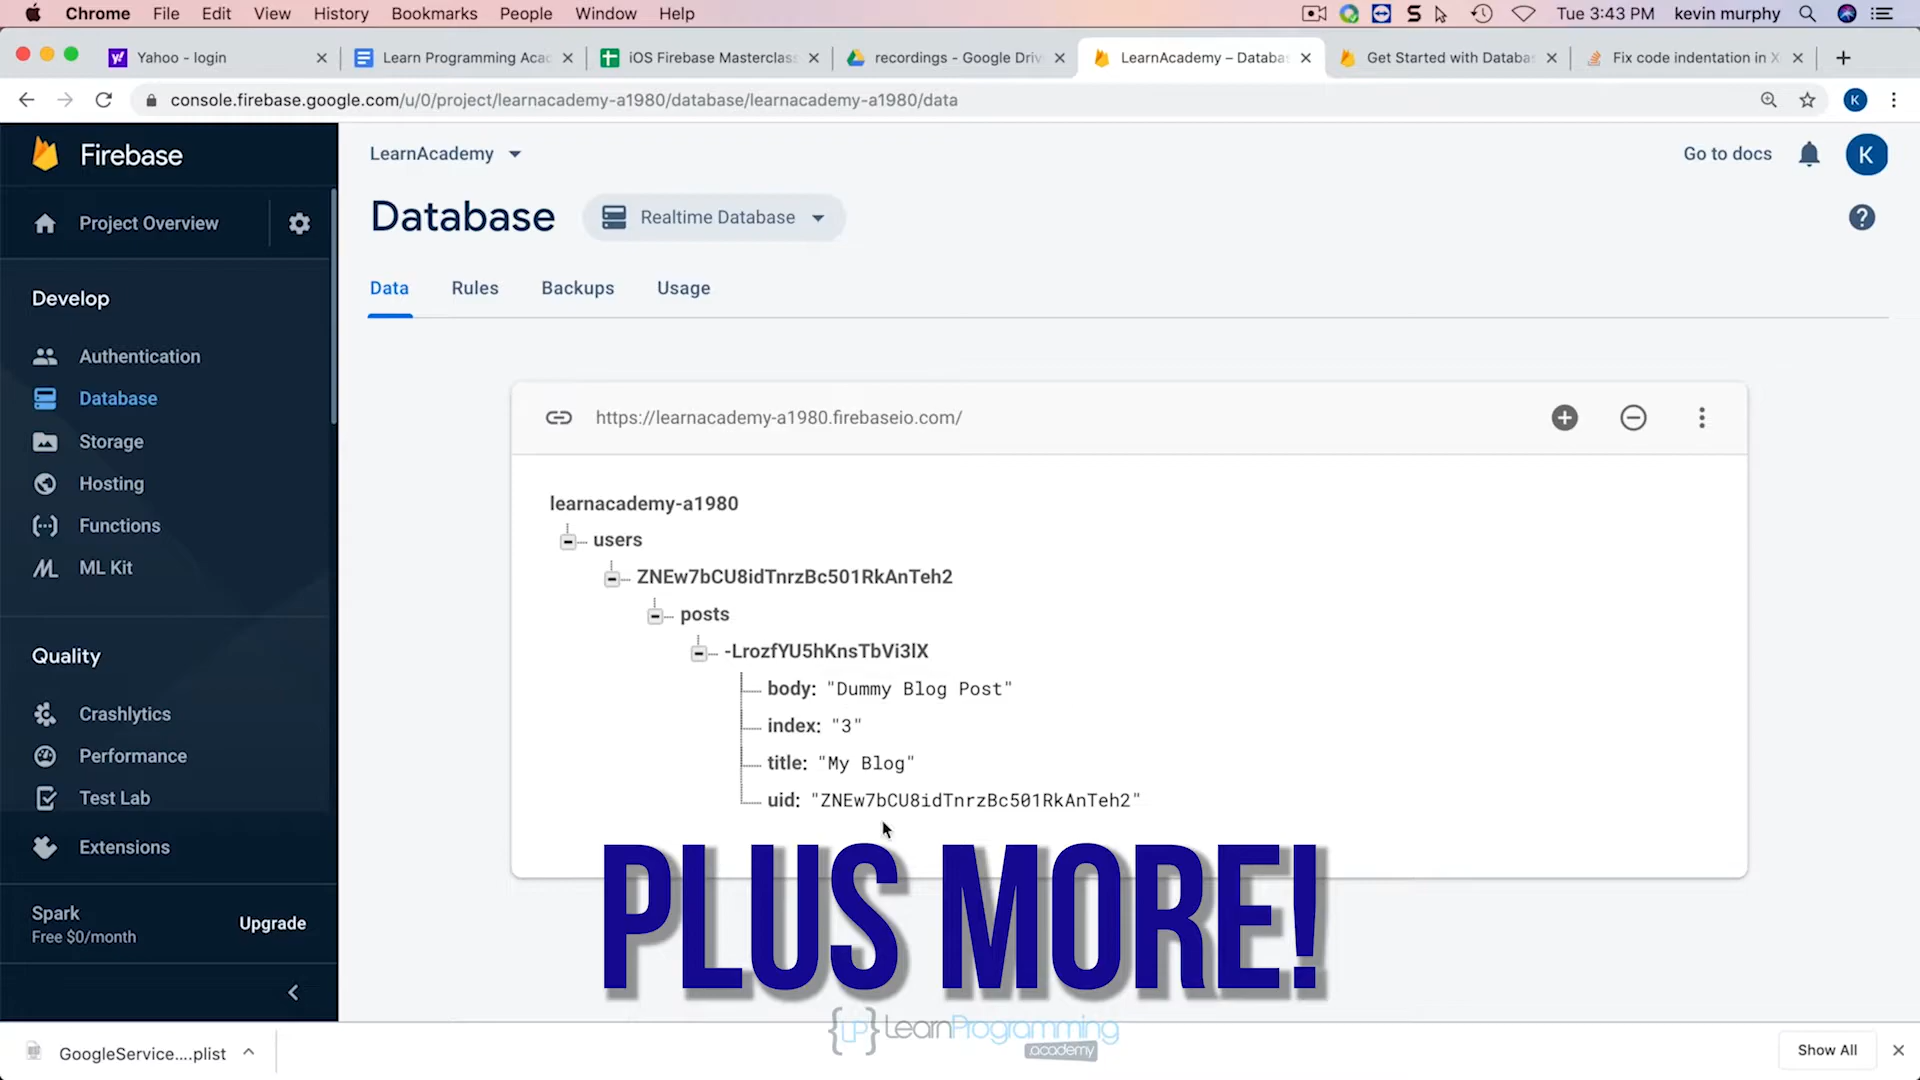 Chrome File Edit View History Bookmarks People Window Help Tue 3:43 PM kevin murphy
Yahoo - login Learn Programming Acad iOS Firebase Masterclass recordings - Google Driv LearnAcademy – Databas Get Started with Databas Fix code indentation in X
console.firebase.google.com/u/0/project/learnacademy-a1980/database/learnacademy-a1980/data K
Firebase
LearnAcademy
Go to docs
K
Project Overview
Database
Realtime Database
Data Rules Backups Usage
Develop
Authentication
Database
Storage
Hosting
Functions
ML Kit
Quality
Crashlytics
Performance
Test Lab
Extensions
Spark
Free $0/month
Upgrade
https://learnacademy-a1980.firebaseio.com/
learnacademy-a1980
users
ZNEw7bCU8idTnrzBc501RkAnTeh2
posts
-LrozfYU5hKnsTbVi3lX
body: "Dummy Blog Post"
index: "3"
title: "My Blog"
uid: "ZNEw7bCU8idTnrzBc501RkAnTeh2"
PLUS MORE!
{LP} LearnProgramming
academy
GoogleService....plist
Show All